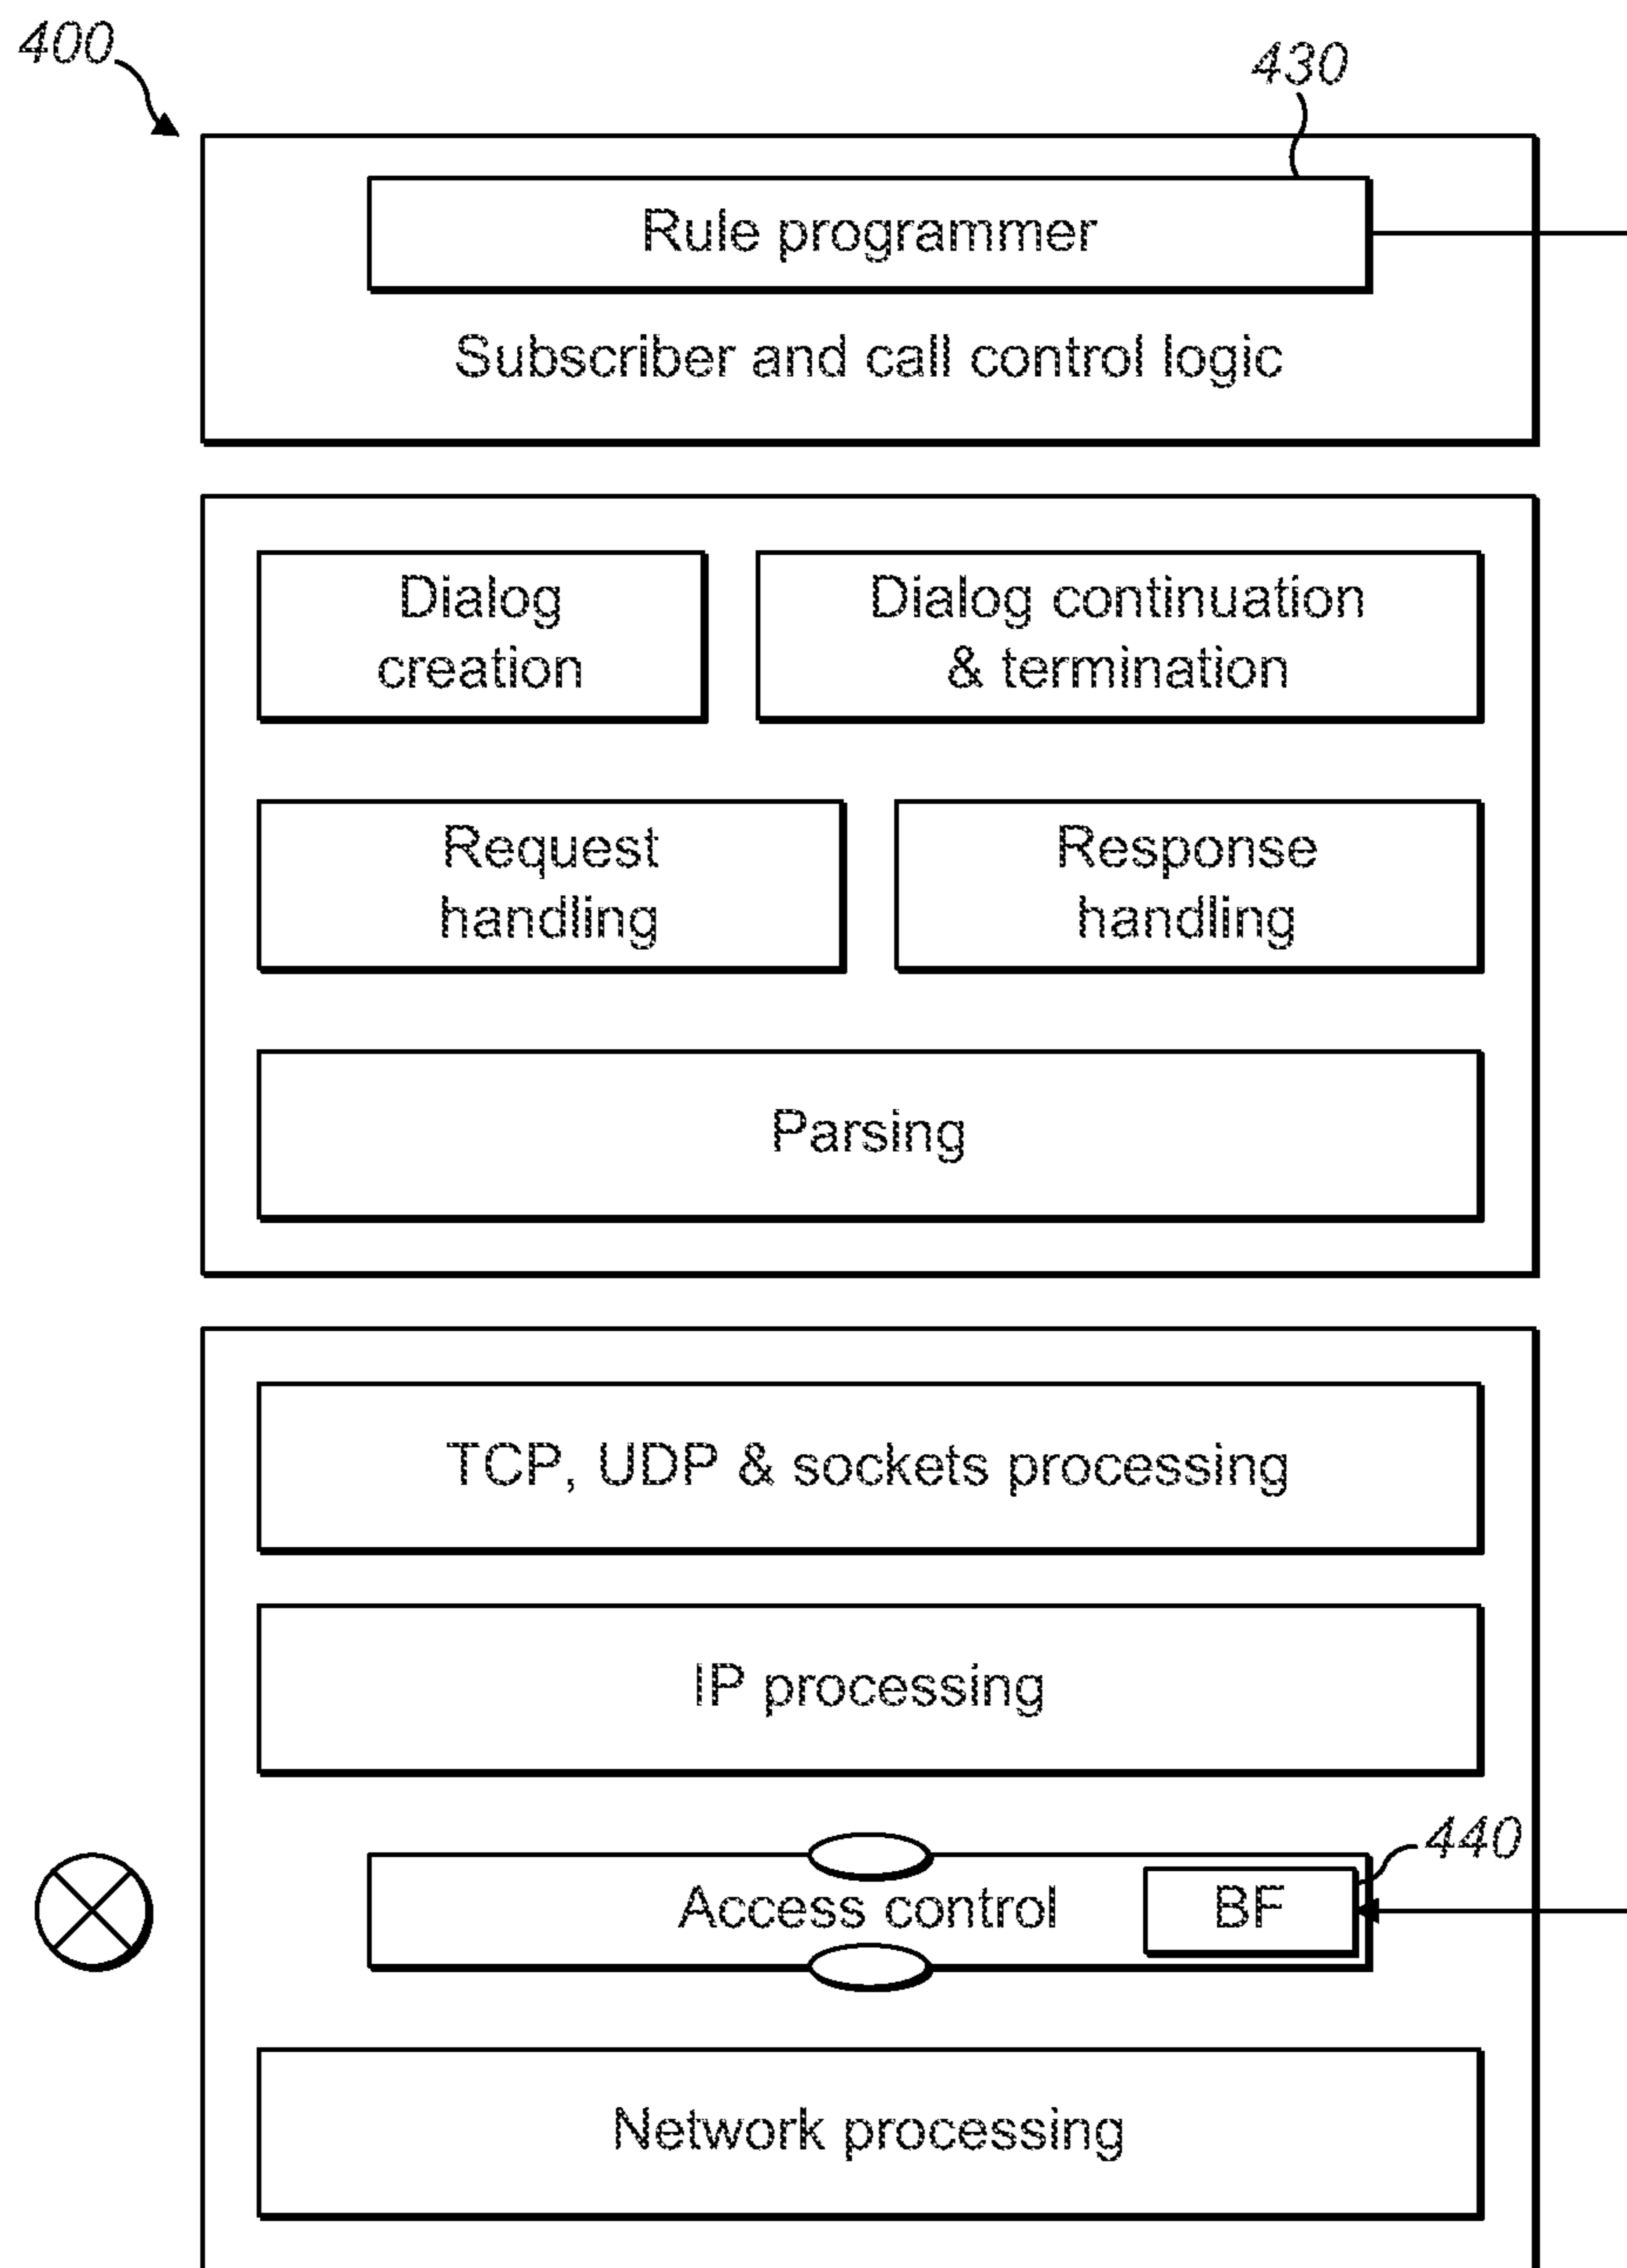 400
430
Rule programmer
Subscriber and call control logic
Dialog
creation
Dialog continuation
& termination
Request
handling
Response
handling
Parsing
TCP, UDP & sockets processing
IP processing
440
Access control
BF
Network processing